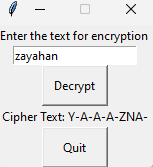 Enter the text for encryption
zayahan
Decrypt
Cipher Text: Y-A-A-A-ZNA-
Quit